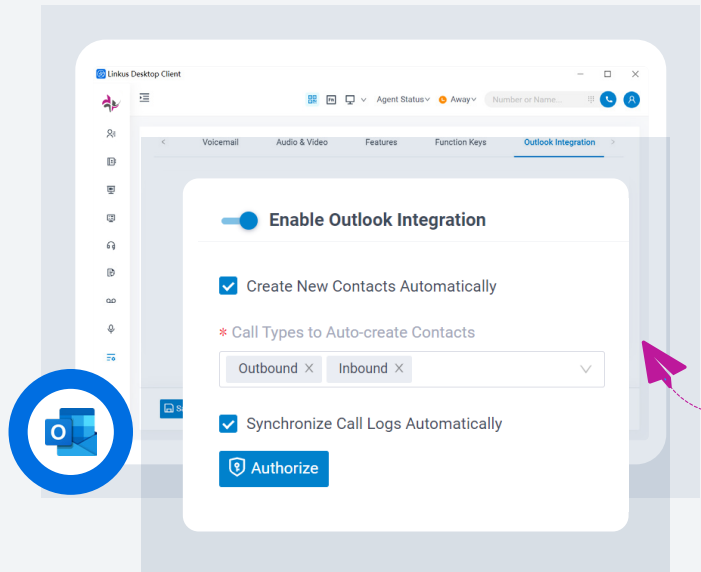 Linkus Desktop Client
Agent Status Away Number or Name...
Voicemail Audio & Video Features Function Keys Outlook Integration
Enable Outlook Integration
Create New Contacts Automatically
* Call Types to Auto-create Contacts
Outbound × Inbound ×
Synchronize Call Logs Automatically
Authorize
O